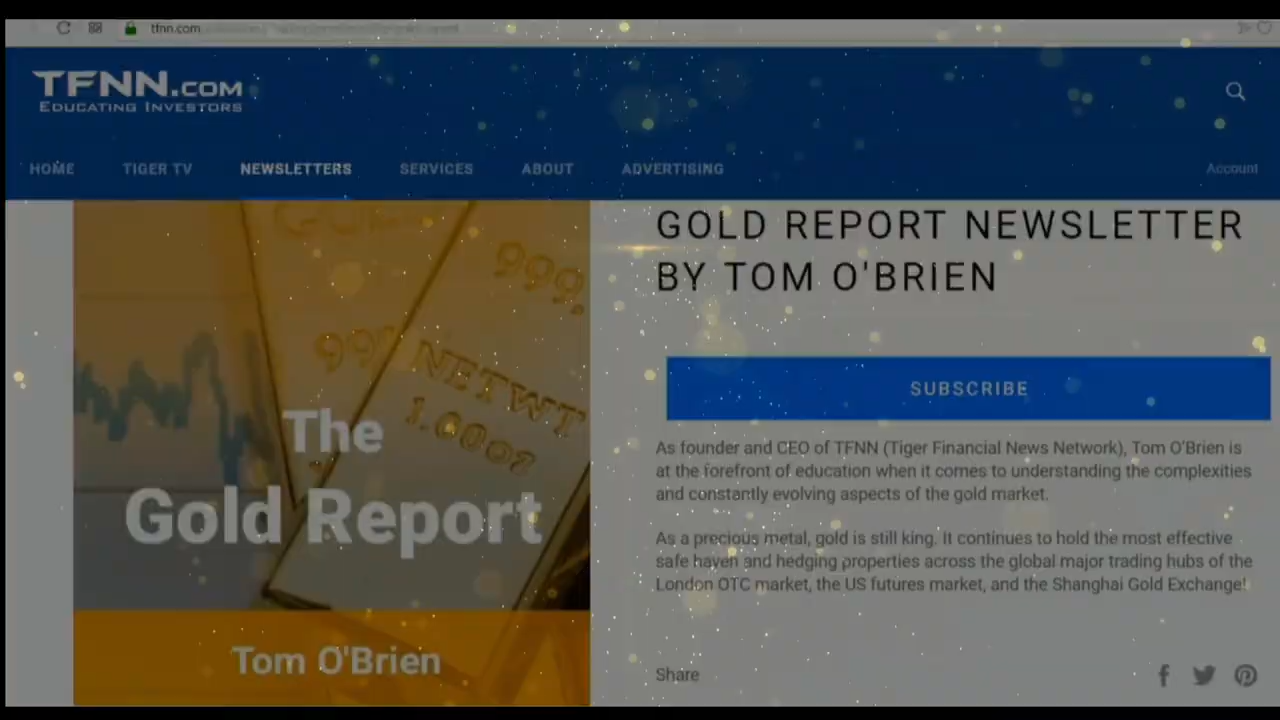 tfnn.com
TFNN.COM
EDUCATING INVESTORS
HOME TIGER TV NEWSLETTERS SERVICES ABOUT ADVERTISING Account
GOLD REPORT NEWSLETTER
BY TOM O'BRIEN
999.
NET WT
1.00oz
The
Gold Report
Tom O'Brien
SUBSCRIBE
As founder and CEO of TFNN (Tiger Financial News Network), Tom O'Brien is
at the forefront of education when it comes to understanding the complexities
and constantly evolving aspects of the gold market.
As a precious metal, gold is still king. It continues to hold the most effective
safe haven and hedging properties across the global major trading hubs of the
London OTC market, the US futures market, and the Shanghai Gold Exchange!
Share